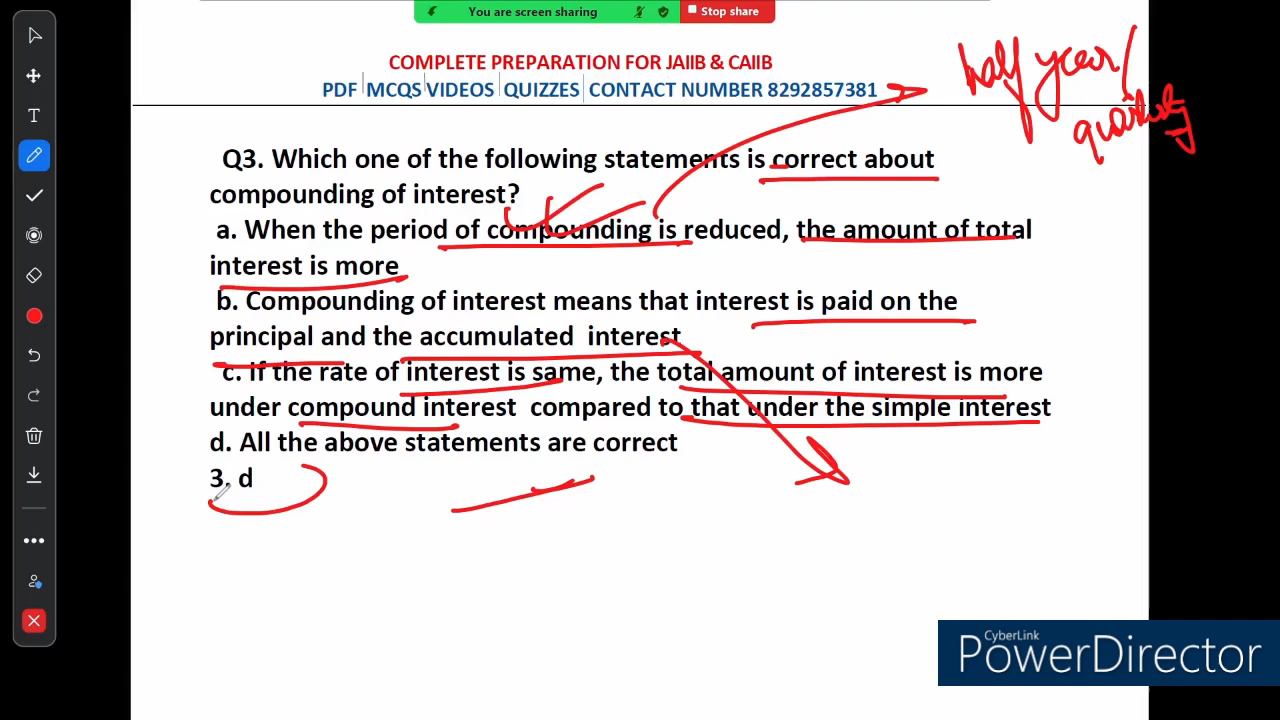 You are screen sharing
Stop share
COMPLETE PREPARATION FOR JAIIB & CAIIB
PDF MCQS VIDEOS QUIZZES CONTACT NUMBER 8292857381
half year/
quarterly
Q3. Which one of the following statements is correct about
compounding of interest?
a. When the period of compounding is reduced, the amount of total
interest is more
b. Compounding of interest means that interest is paid on the
principal and the accumulated interest
c. If the rate of interest is same, the total amount of interest is more
under compound interest compared to that under the simple interest
d. All the above statements are correct
3. d
CyberLink
PowerDirector